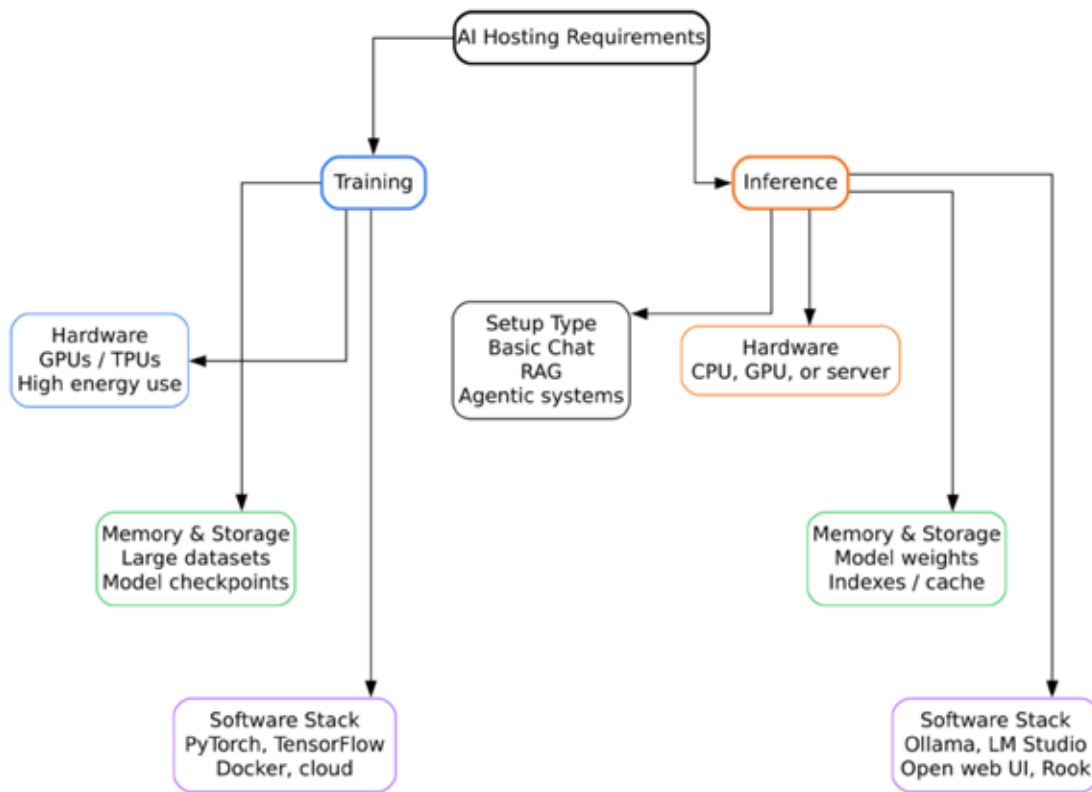 AI Hosting Requirements
Training
Inference
Hardware
GPUs / TPUs
High energy use
Setup Type
Basic Chat
RAG
Agentic systems
Hardware
CPU, GPU, or server
Memory & Storage
Large datasets
Model checkpoints
Memory & Storage
Model weights
Indexes / cache
Software Stack
PyTorch, TensorFlow
Docker, cloud
Software Stack
Ollama, LM Studio
Open web UI, Rook